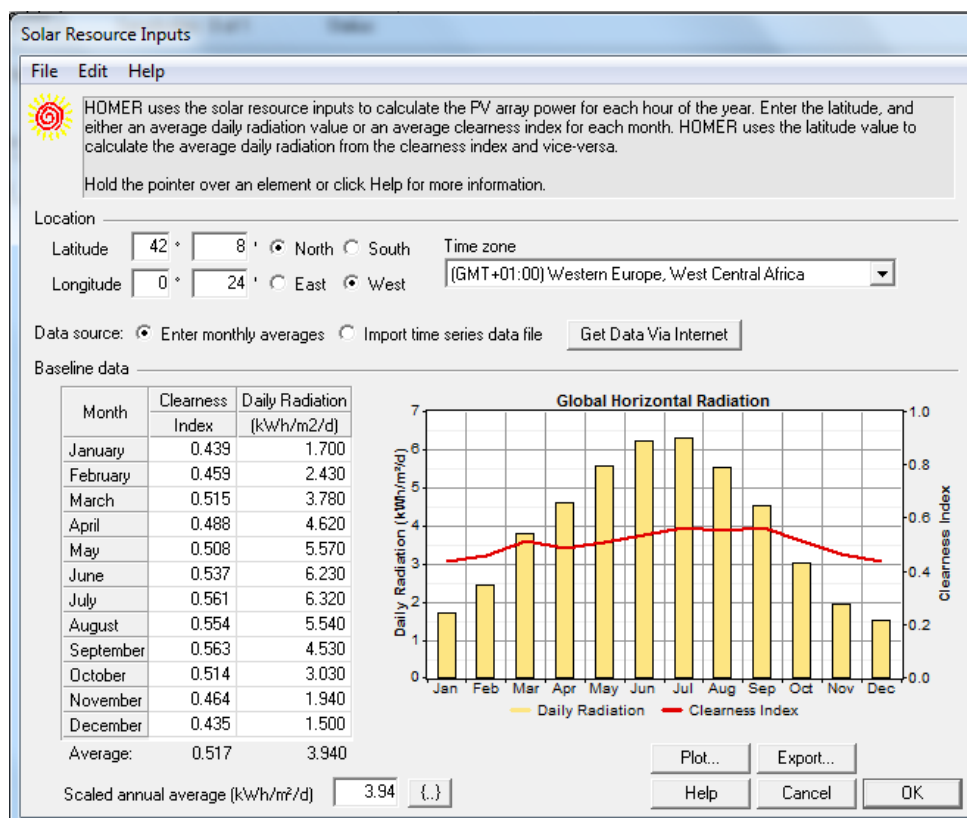 Solar Resource Inputs
File Edit Help
HOMER uses the solar resource inputs to calculate the PV array power for each hour of the year. Enter the latitude, and
either an average daily radiation value or an average clearness index for each month. HOMER uses the latitude value to
calculate the average daily radiation from the clearness index and vice-versa.
Hold the pointer over an element or click Help for more information.
Location
Latitude 42 ° 8 ' North South
Time zone
Longitude 0 ° 24 ' East West
(GMT+01:00) Western Europe, West Central Africa
Data source: Enter monthly averages Import time series data file Get Data Via Internet
Baseline data
Month Clearness Daily Radiation
Index (kWh/m2/d)
January 0.439 1.700
February 0.459 2.430
March 0.515 3.780
April 0.488 4.620
May 0.508 5.570
June 0.537 6.230
July 0.561 6.320
August 0.554 5.540
September 0.563 4.530
October 0.514 3.030
November 0.464 1.940
December 0.435 1.500
Average: 0.517 3.940
Scaled annual average (kWh/m²/d) 3.94 {..}
Global Horizontal Radiation
Daily Radiation (kWh/m²/d)
7
6
5
4
3
2
1
0
1.0
0.8
0.6
0.4
0.2
0.0
Clearness Index
Jan Feb Mar Apr May Jun Jul Aug Sep Oct Nov Dec
Daily Radiation Clearness Index
Plot... Export...
Help Cancel OK